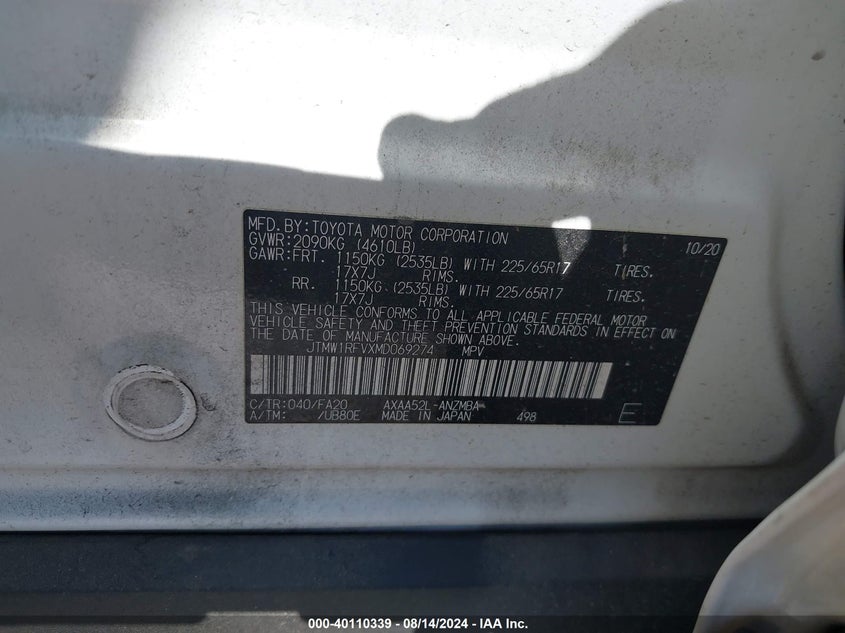 MFD.BY:TOYOTA MOTOR CORPORATION 10/20
GVWR:2090KG (4610LB)
GAWR:FRT. 1150KG (2535LB) WITH 225/65R17 TIRES.
17X7J RIMS.
RR. 1150KG (2535LB) WITH 225/65R17 TIRES.
17X7J RIMS.
THIS VEHICLE CONFORMS TO ALL APPLICABLE FEDERAL MOTOR
VEHICLE SAFETY AND THEFT PREVENTION STANDARDS IN EFFECT ON
THE DATE OF MANUFACTURE SHOWN ABOVE.
JTMW1RFVXMD069274 MPV
C/TR:040/FA20 AXAA52L-ANZMBA
A/TM: /UB80E MADE IN JAPAN 498 E
000-40110339 - 08/14/2024 - IAA Inc.